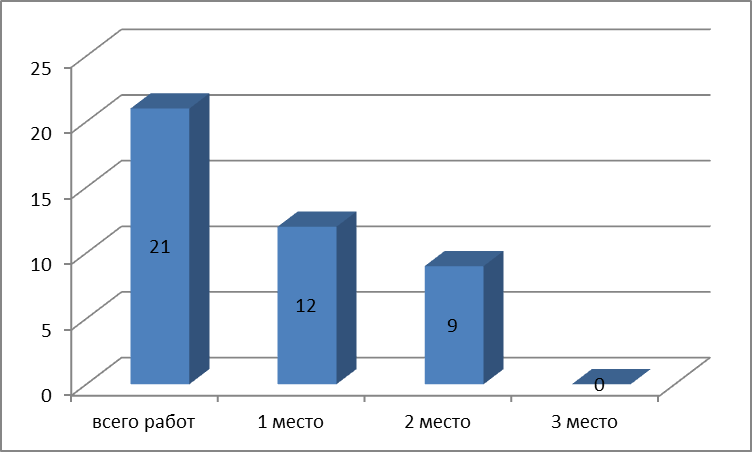 25
20
15
10
5
0
21
12
9
0
всего работ
1 место
2 место
3 место